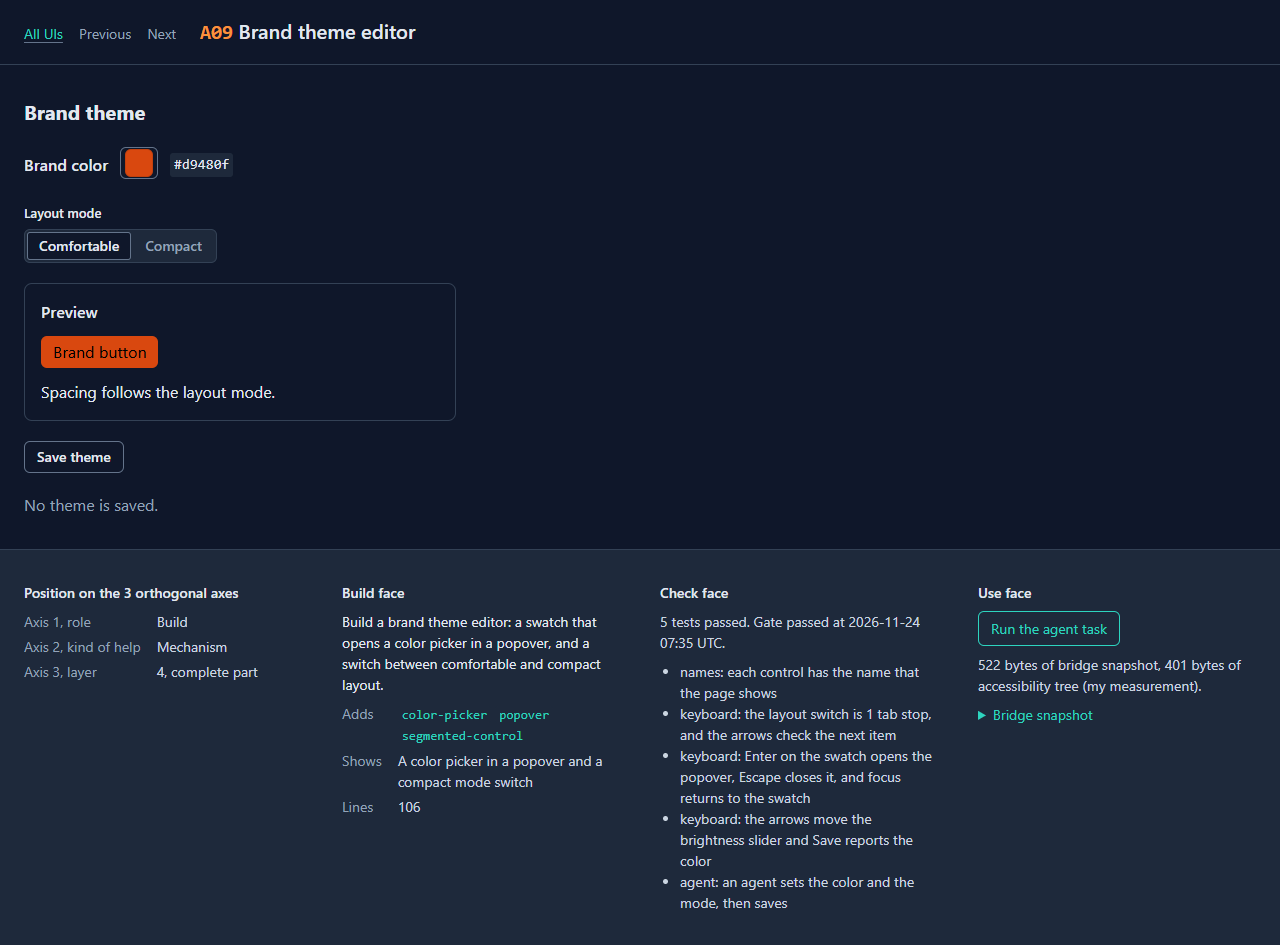 All UIs Previous Next A09 Brand theme editor
Brand theme
Brand color #d9480f
Layout mode
Comfortable Compact
Preview
Brand button
Spacing follows the layout mode.
Save theme
No theme is saved.
Position on the 3 orthogonal axes
Axis 1, role Build
Axis 2, kind of help Mechanism
Axis 3, layer 4, complete part
Build face
Build a brand theme editor: a swatch that
opens a color picker in a popover, and a
switch between comfortable and compact
layout.
Adds color-picker popover
segmented-control
Shows A color picker in a popover and a
compact mode switch
Lines 106
Check face
5 tests passed. Gate passed at 2026-11-24
07:35 UTC.
names: each control has the name that
the page shows
keyboard: the layout switch is 1 tab stop,
and the arrows check the next item
keyboard: Enter on the swatch opens the
popover, Escape closes it, and focus
returns to the swatch
keyboard: the arrows move the
brightness slider and Save reports the
color
agent: an agent sets the color and the
mode, then saves
Use face
Run the agent task
522 bytes of bridge snapshot, 401 bytes of
accessibility tree (my measurement).
Bridge snapshot